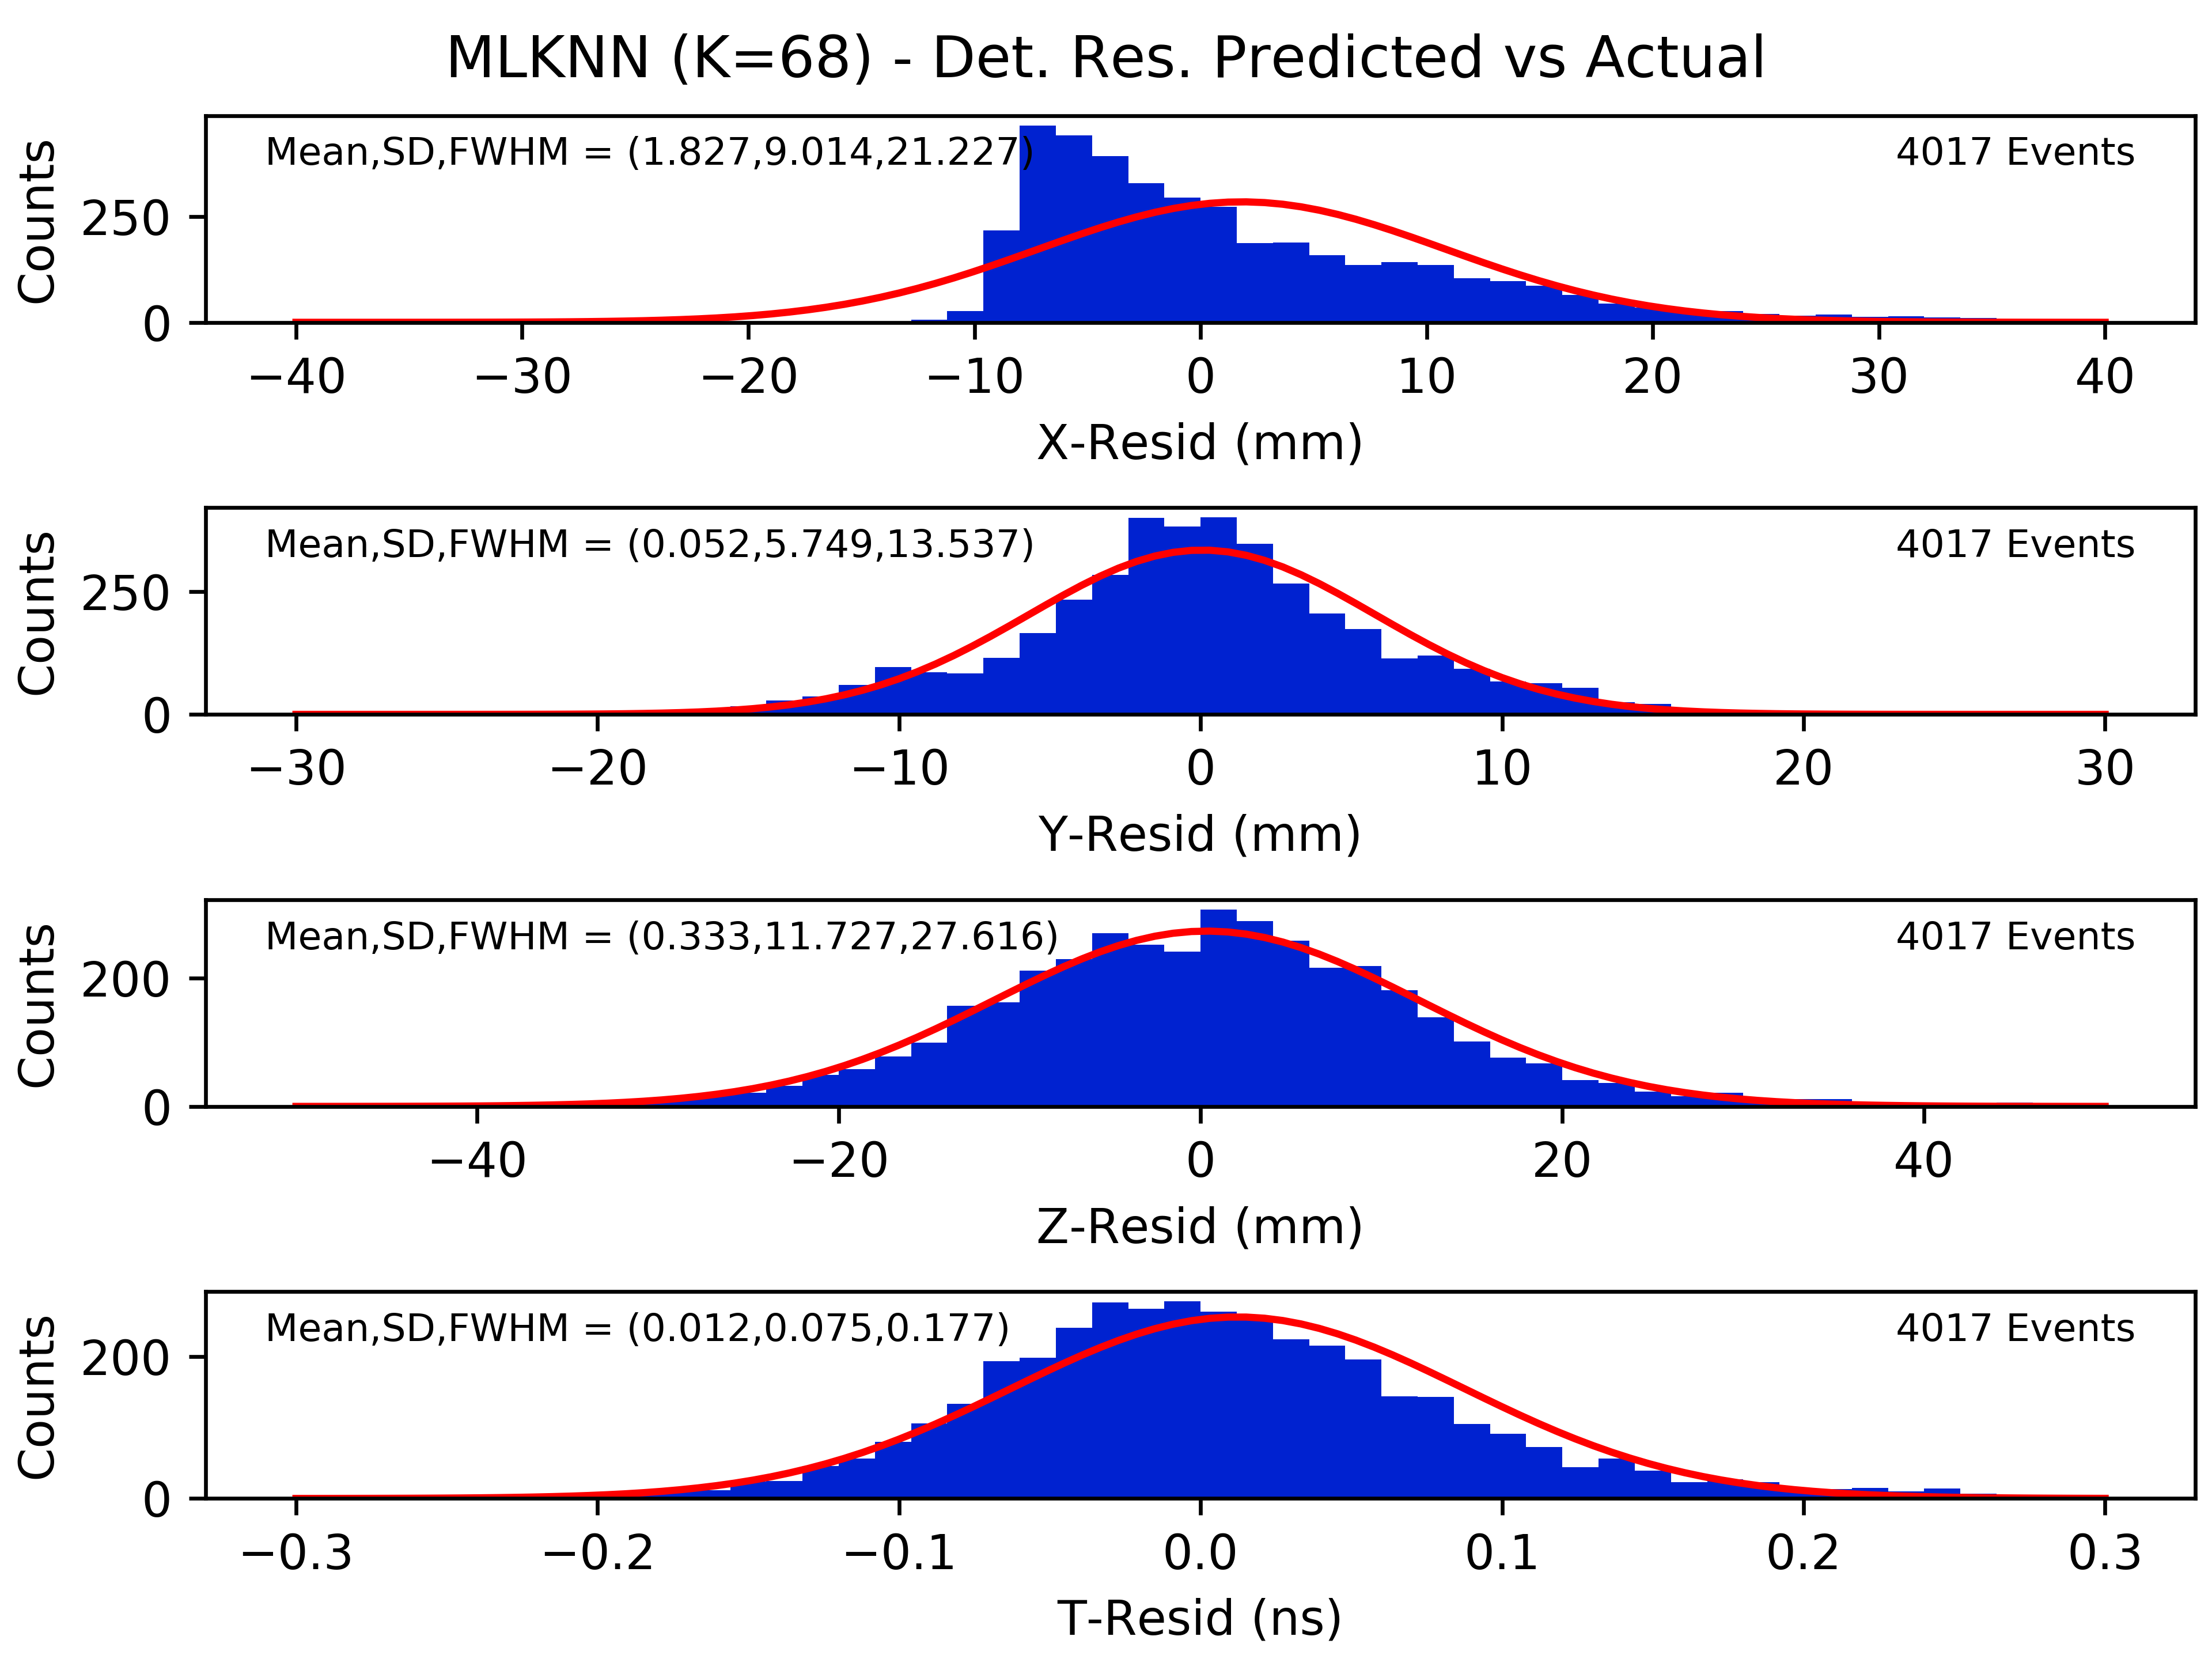 MLKNN (K=68) - Det. Res. Predicted vs Actual
Mean,SD,FWHM = (1.827,9.014,21.227)
4017 Events
Counts
250
0
−40 −30 −20 −10 0 10 20 30 40
X-Resid (mm)
Mean,SD,FWHM = (0.052,5.749,13.537)
4017 Events
Counts
250
0
−30 −20 −10 0 10 20 30
Y-Resid (mm)
Mean,SD,FWHM = (0.333,11.727,27.616)
4017 Events
Counts
200
0
−40 −20 0 20 40
Z-Resid (mm)
Mean,SD,FWHM = (0.012,0.075,0.177)
4017 Events
Counts
200
0
−0.3 −0.2 −0.1 0.0 0.1 0.2 0.3
T-Resid (ns)